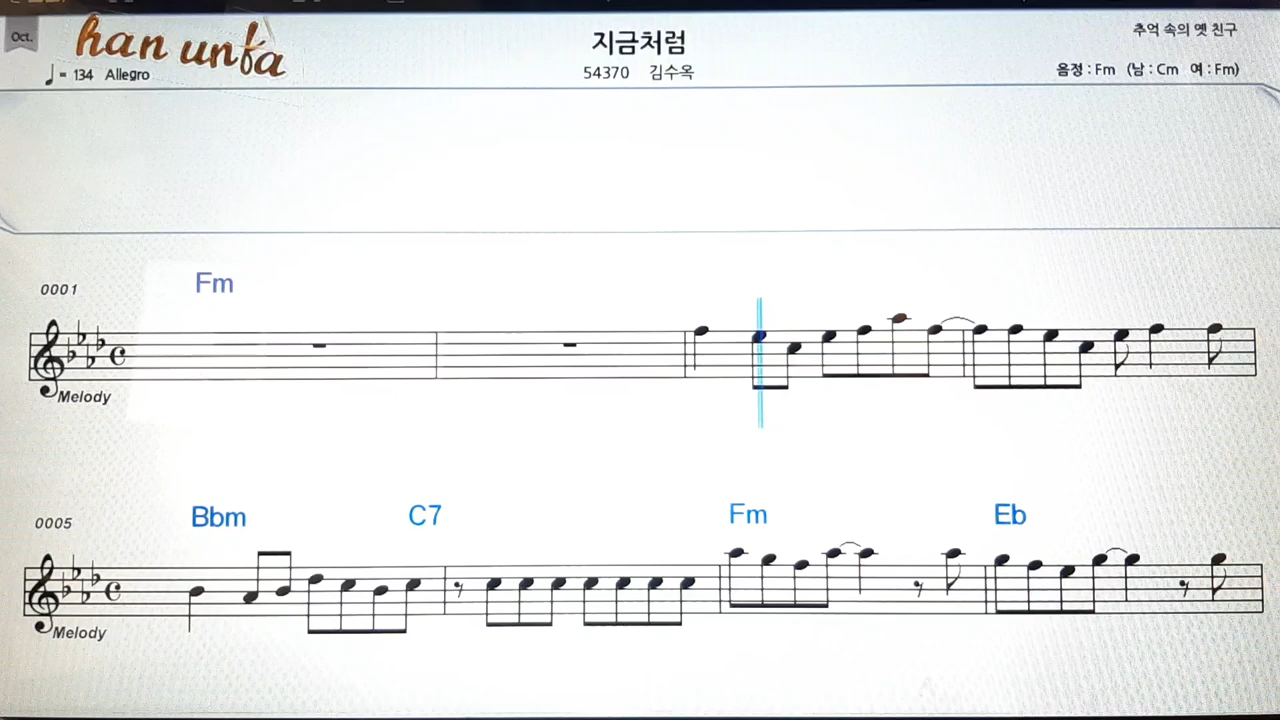 Oct.
han unfa
지금처럼
추억 속의 옛 친구
= 134 Allegro
54370 김수옥
음정 : Fm (남 : Cm 여 : Fm)
0001
Fm
Melody
0005
Bbm C7 Fm Eb
Melody